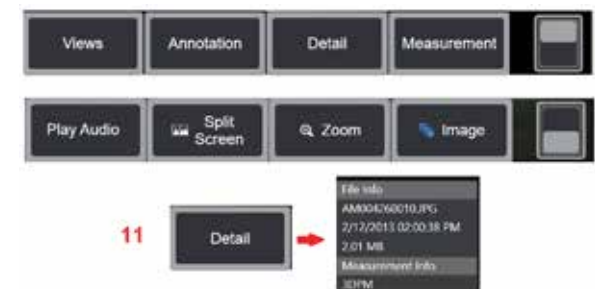 Views Annotation Detail Measurement
Play Audio Split Screen Zoom Image
11 Detail
File Info
AM004260010.JPG
2/12/2013 02:00:38 PM
2.01 MB
Measurement Info
3DPM